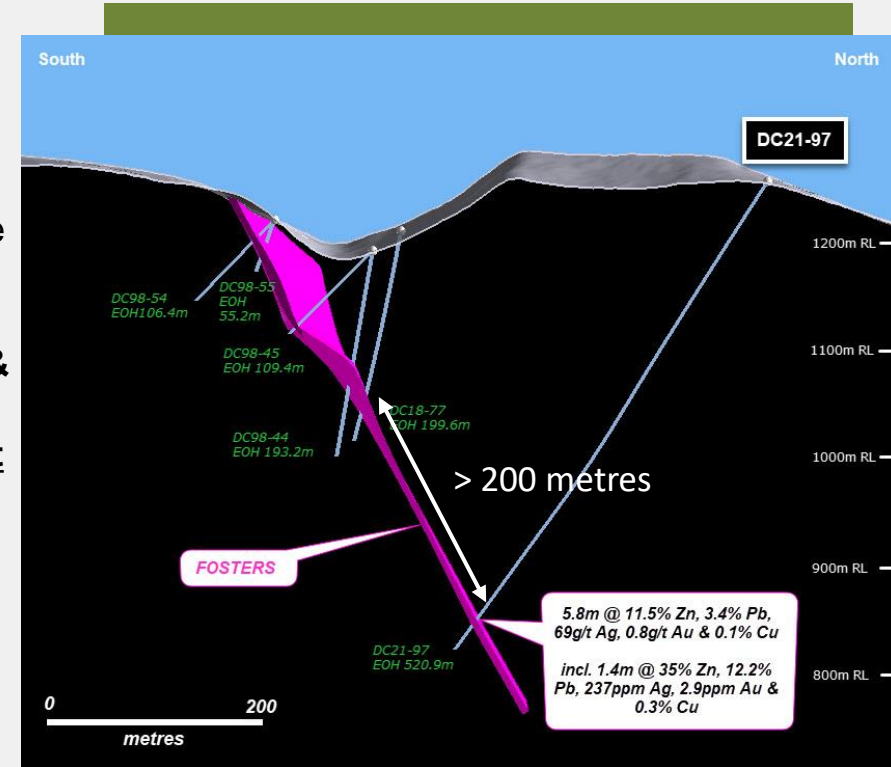 South
North
DC21-97
e
&
1200m RL
DC98-54
EOH106.4m
DC98-55
EOH
55.2m
DC98-45
EOH 109.4m
1100m RL
DC18-77
EOH 199.6m
DC98-44
EOH 193.2m
1000m RL
> 200 metres
FOSTERS
900m RL
5.8m @ 11.5% Zn, 3.4% Pb,
69g/t Ag, 0.8g/t Au & 0.1% Cu
incl. 1.4m @ 35% Zn, 12.2%
Pb, 237ppm Ag, 2.9ppm Au &
0.3% Cu
DC21-97
EOH 520.9m
800m RL
0
200
metres